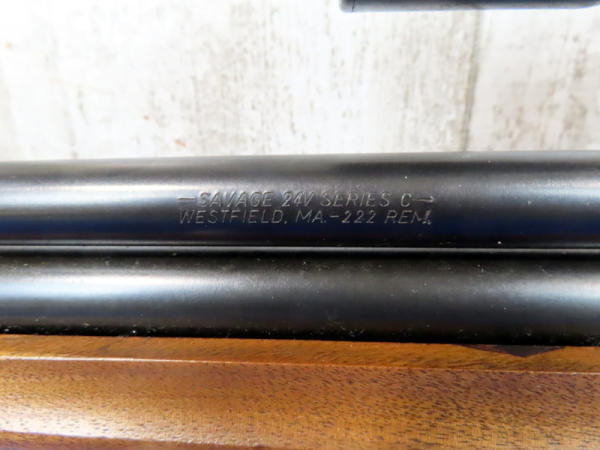 —SAVAGE 24V SERIES C—
WESTFIELD, MA.-222 REM.